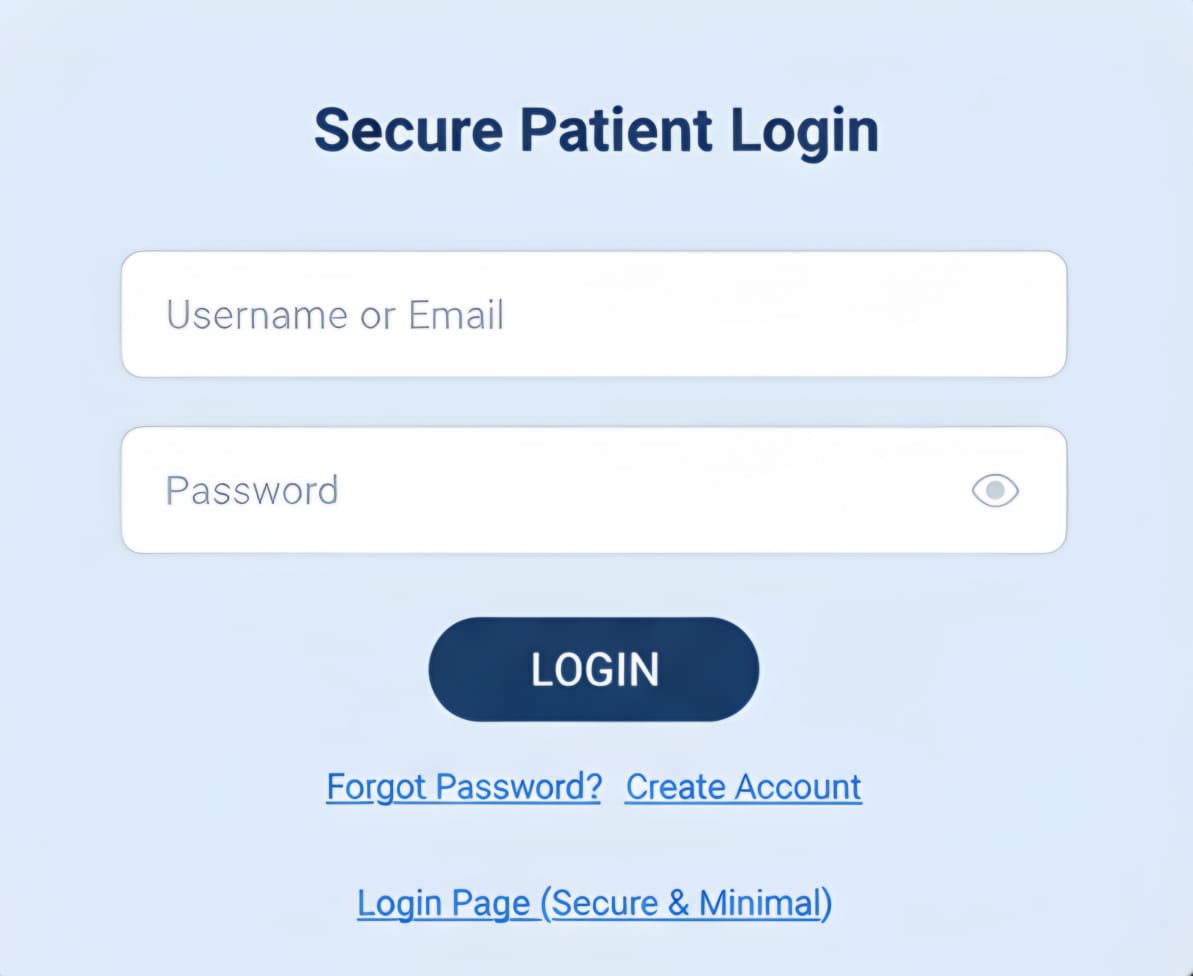 Secure Patient Login
Username or Email
Password
LOGIN
Forgot Password? Create Account
Login Page (Secure & Minimal)